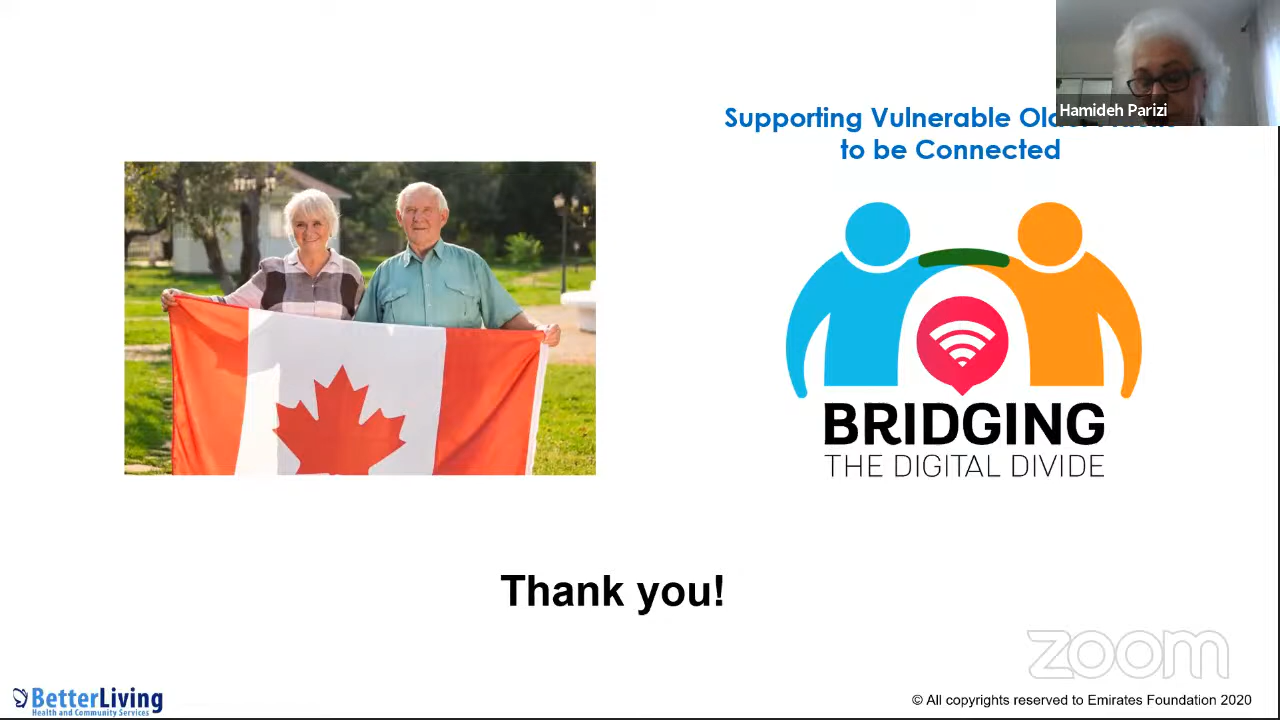 Hamideh Parizi
Supporting Vulnerable
to be Connected
BRIDGING
THE DIGITAL DIVIDE
Thank you!
zoom
BetterLiving
Health and Community Services
© All copyrights reserved to Emirates Foundation 2020